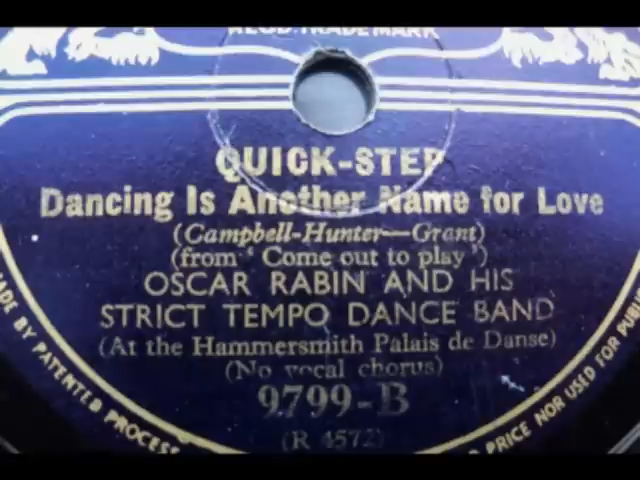 REGD. TRADE MARK
QUICK-STEP
Dancing Is Another Name for Love
(Campbell-Hunter—Grant)
(from ‘Come out to play’)
OSCAR RABIN AND HIS
STRICT TEMPO DANCE BAND
(At the Hammersmith Palais de Danse)
(No vocal chorus)
9799-B
(R 4572)
MADE BY PATENTED PROCESS
PRICE NOR USED FOR PUBLI